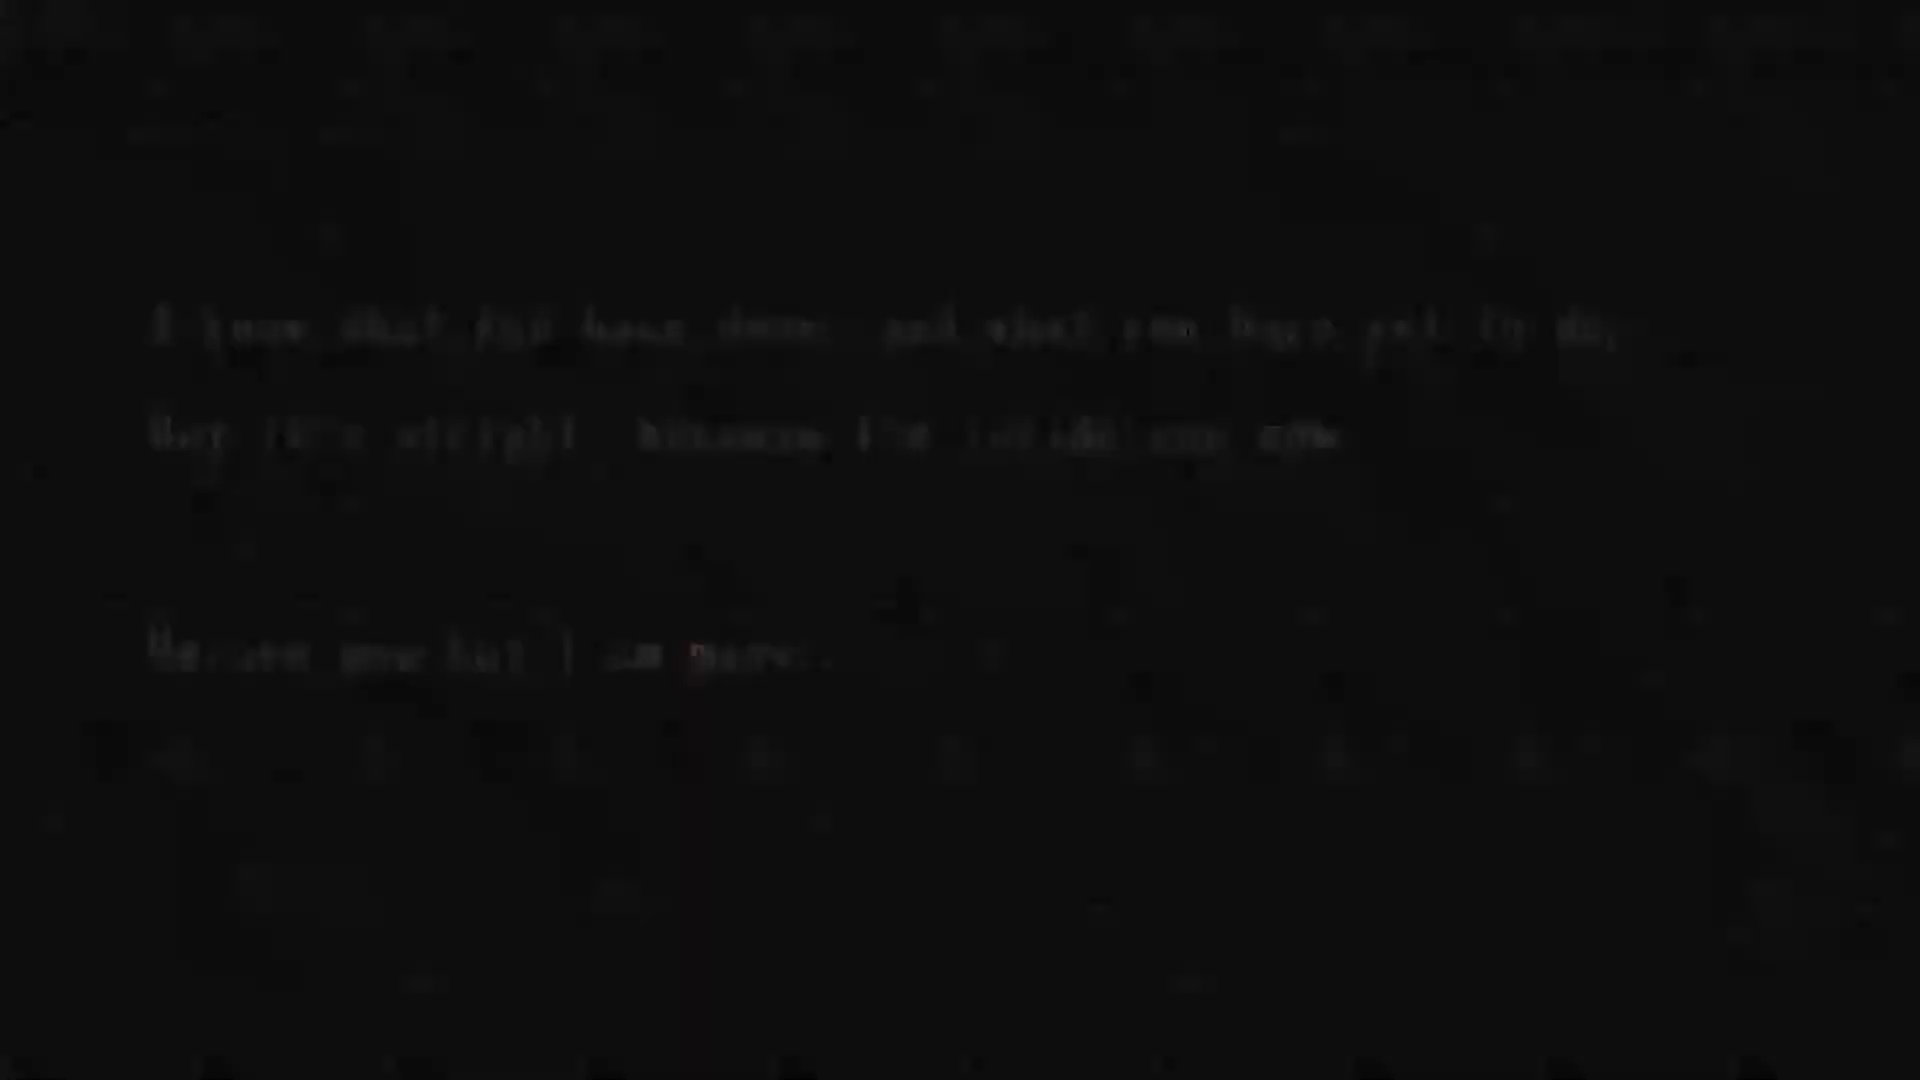 I know what you have done, and what you have yet to do,
But it's alright, because I'm inside you now
you but I am